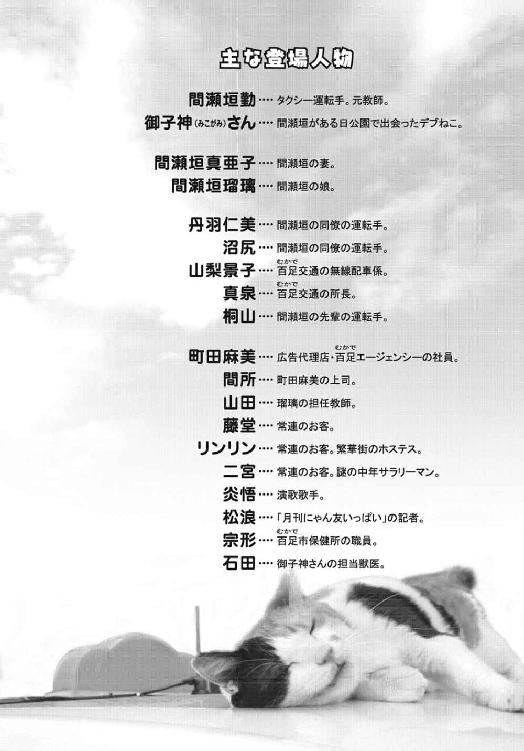 主な登場人物
間瀬垣勤‥‥タクシー運転手。元教師。
御子神(みこがみ)さん‥‥間瀬垣がある日公園で出会ったデブねこ。
間瀬垣真亜子‥‥間瀬垣の妻。
間瀬垣瑠璃‥‥間瀬垣の娘。
丹羽仁美‥‥間瀬垣の同僚の運転手。
沼尻‥‥間瀬垣の同僚の運転手。
むかで
山梨景子‥‥百足交通の無線配車係。
むかで
真泉‥‥百足交通の所長。
桐山‥‥間瀬垣の先輩の運転手。
むかで
町田麻美‥‥広告代理店・百足エージェンシーの社員。
間所‥‥町田麻美の上司。
山田‥‥瑠璃の担任教師。
藤堂‥‥常連のお客。
リンリン‥‥常連のお客。繁華街のホステス。
二宮‥‥常連のお客。謎の中年サラリーマン。
炎悟‥‥演歌歌手。
松浪‥‥「月刊にゃん友いっぱい」の記者。
むかで
宗形‥‥百足市保健所の職員。
石田‥‥御子神さんの担当獣医。